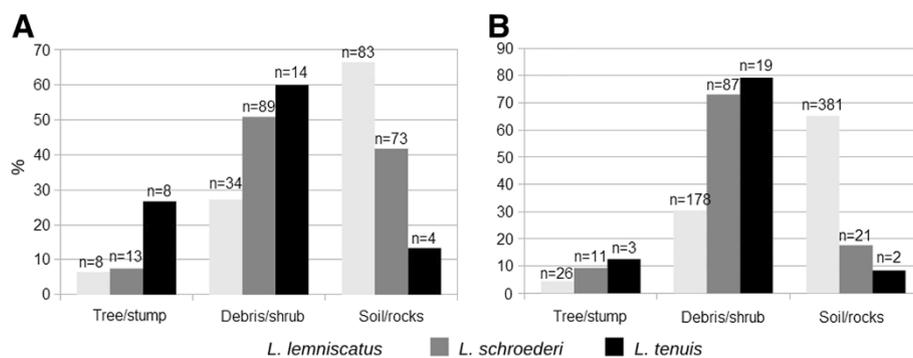 A
B
%
70
60
50
40
30
20
10
0
n=8
n=13
n=8
n=34
n=89
n=14
n=83
n=73
n=4
Tree/stump
Debris/shrub
Soil/rocks
90
80
70
60
50
40
30
20
10
0
n=26
n=11
n=3
n=178
n=87
n=19
n=381
n=21
n=2
Tree/stump
Debris/shrub
Soil/rocks
L. lemniscatus
L. schroederi
L. tenuis